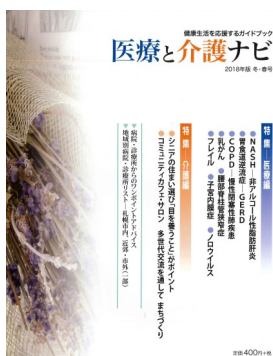 健康生活を応援するガイドブック
医療と介護ナビ
2018年版 冬・春号
特集―医療編
●NASH―非アルコール性脂肪肝炎
●胃食道逆流症―GERD
●COPD―慢性閉塞性肺疾患
●腰部脊柱管狭窄症
●乳がん ●子宮内膜症 ●ノロウイルス
●フレイル
特集―介護編
●シニアの住まい選び「目を養うこと」がポイント
●コミュニティカフェ・サロン 多世代交流を通して まちづくり
●病院・診療所からのワンポイントアドバイス
●地域別病院・診療所リスト―札幌市内、近郊・市外(一部)
定価400円+税